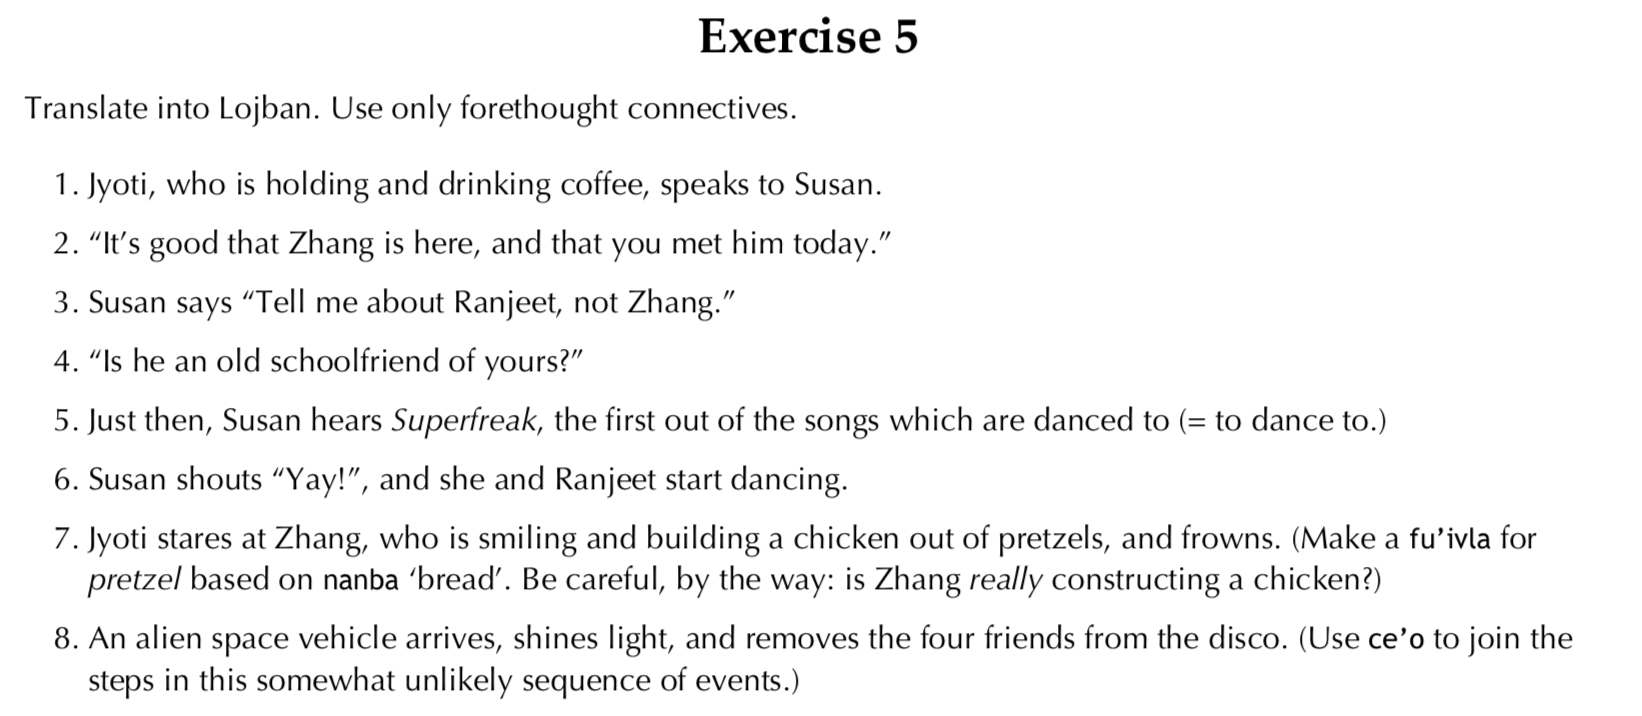 Exercise 5
Translate into Lojban. Use only forethought connectives.
1. Jyoti, who is holding and drinking coffee, speaks to Susan.
2. “It’s good that Zhang is here, and that you met him today.”
3. Susan says “Tell me about Ranjeet, not Zhang.”
4. “Is he an old schoolfriend of yours?”
5. Just then, Susan hears Superfreak, the first out of the songs which are danced to (= to dance to.)
6. Susan shouts “Yay!”, and she and Ranjeet start dancing.
7. Jyoti stares at Zhang, who is smiling and building a chicken out of pretzels, and frowns. (Make a fu’ivla for
pretzel based on nanba ‘bread’. Be careful, by the way: is Zhang really constructing a chicken?)
8. An alien space vehicle arrives, shines light, and removes the four friends from the disco. (Use ce’o to join the
steps in this somewhat unlikely sequence of events.)